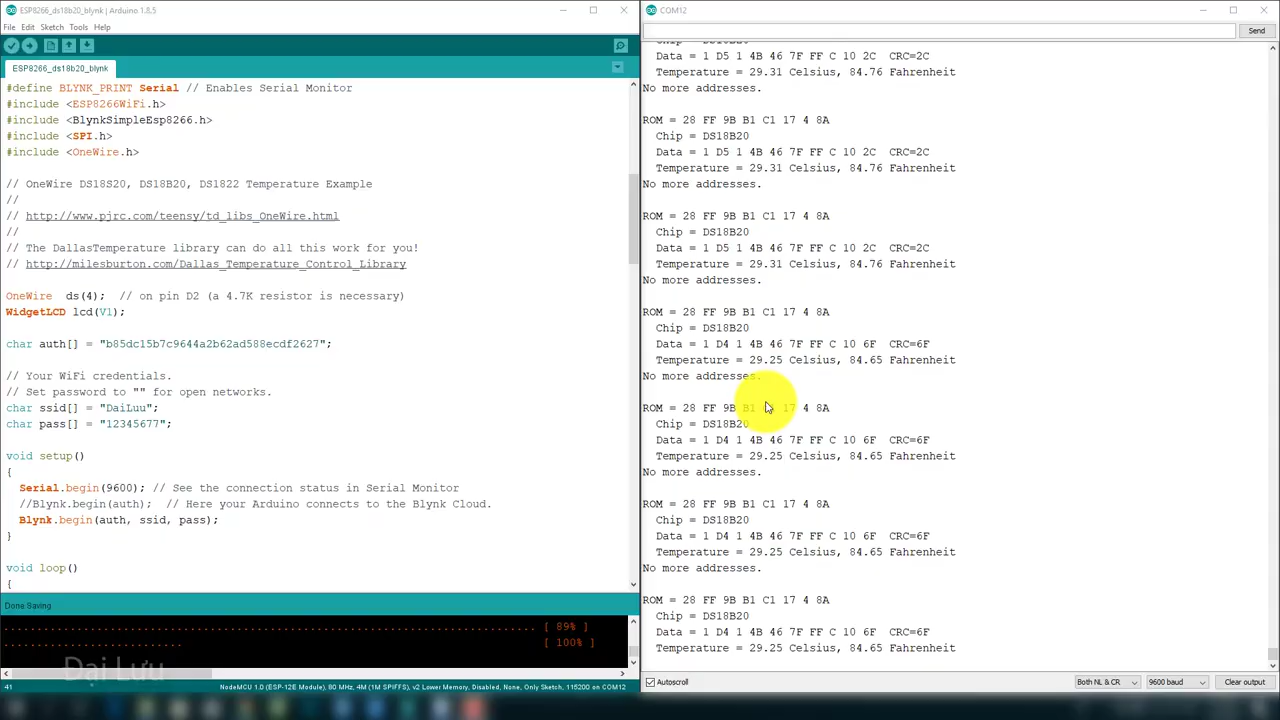 ESP8266_ds18b20_blynk | Arduino 1.8.5
File Edit Sketch Tools Help
ESP8266_ds18b20_blynk
#define BLYNK_PRINT Serial // Enables Serial Monitor
#include <ESP8266WiFi.h>
#include <BlynkSimpleEsp8266.h>
#include <SPI.h>
#include <OneWire.h>
// OneWire DS18S20, DS18B20, DS1822 Temperature Example
//
// http://www.pjrc.com/teensy/td_libs_OneWire.html
//
// The DallasTemperature library can do all this work for you!
// http://milesburton.com/Dallas_Temperature_Control_Library
OneWire  ds(4);  // on pin D2 (a 4.7K resistor is necessary)
WidgetLCD lcd(V1);
char auth[] = "b85dc15b7c9644a2b62ad588ecdf2627";
// Your WiFi credentials.
// Set password to "" for open networks.
char ssid[] = "DaiLuu";
char pass[] = "12345677";
void setup()
{
Serial.begin(9600); // See the connection status in Serial Monitor
//Blynk.begin(auth);  // Here your Arduino connects to the Blynk Cloud.
Blynk.begin(auth, ssid, pass);
}
void loop()
{
Done Saving
................................................................................ [ 89% ]
........................... [ 100% ]
Đại Lưu
41
NodeMCU 1.0 (ESP-12E Module), 80 MHz, 4M (1M SPIFFS), v2 Lower Memory, Disabled, None, Only Sketch, 115200 on COM12
COM12
Send
Chip = DS18B20
Data = 1 D5 1 4B 46 7F FF C 10 2C  CRC=2C
Temperature = 29.31 Celsius, 84.76 Fahrenheit
No more addresses.
ROM = 28 FF 9B B1 C1 17 4 8A
Chip = DS18B20
Data = 1 D5 1 4B 46 7F FF C 10 2C  CRC=2C
Temperature = 29.31 Celsius, 84.76 Fahrenheit
No more addresses.
ROM = 28 FF 9B B1 C1 17 4 8A
Chip = DS18B20
Data = 1 D5 1 4B 46 7F FF C 10 2C  CRC=2C
Temperature = 29.31 Celsius, 84.76 Fahrenheit
No more addresses.
ROM = 28 FF 9B B1 C1 17 4 8A
Chip = DS18B20
Data = 1 D4 1 4B 46 7F FF C 10 6F  CRC=6F
Temperature = 29.25 Celsius, 84.65 Fahrenheit
No more addresses.
ROM = 28 FF 9B B1 C1 17 4 8A
Chip = DS18B20
Data = 1 D4 1 4B 46 7F FF C 10 6F  CRC=6F
Temperature = 29.25 Celsius, 84.65 Fahrenheit
No more addresses.
ROM = 28 FF 9B B1 C1 17 4 8A
Chip = DS18B20
Data = 1 D4 1 4B 46 7F FF C 10 6F  CRC=6F
Temperature = 29.25 Celsius, 84.65 Fahrenheit
No more addresses.
ROM = 28 FF 9B B1 C1 17 4 8A
Chip = DS18B20
Data = 1 D4 1 4B 46 7F FF C 10 6F  CRC=6F
Temperature = 29.25 Celsius, 84.65 Fahrenheit
Autoscroll
Both NL & CR
9600 baud
Clear output